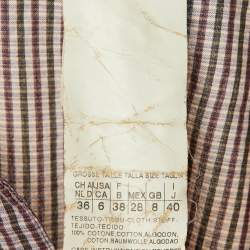 GROSSE TAILLE TALLA SIZE TAGLIA
CH/A/USA F I I
NL/D CA B MEX GB J
36 6 38 28 8 40
TESSUTO-TISSU-CLOTH-STOFF-
TEJIDO-TECIDO
100% COTONE,COTTON,ALGODON,
COTON,BAUMWOLLE,ALGODAO